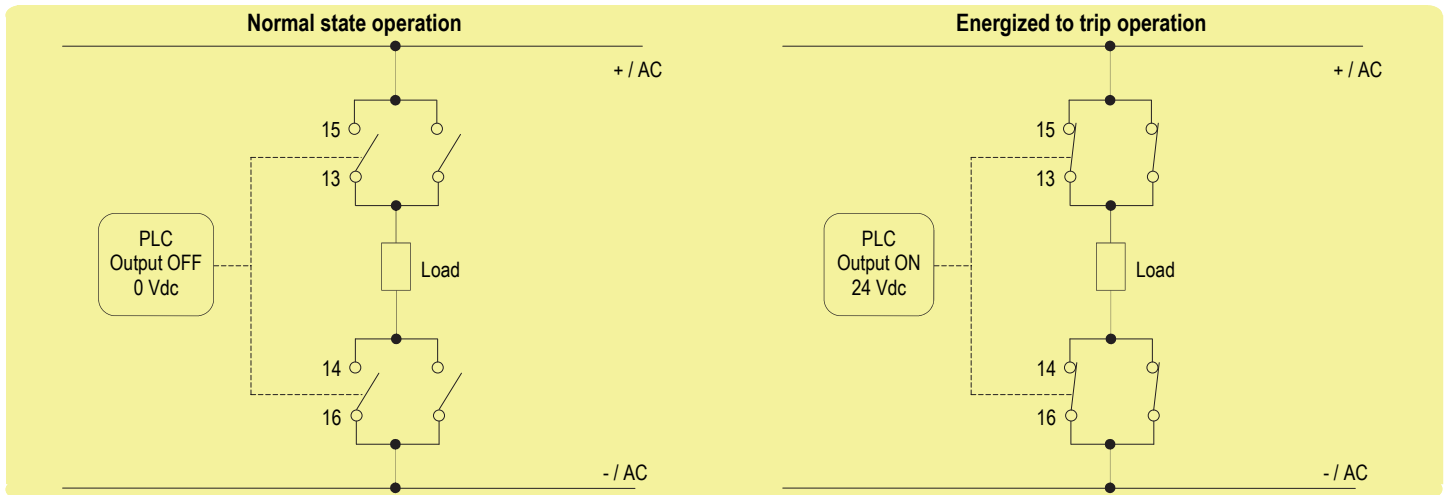 Normal state operation
+ / AC
15
13
PLC
Output OFF
0 Vdc
Load
14
16
- / AC
Energized to trip operation
+ / AC
15
13
PLC
Output ON
24 Vdc
Load
14
16
- / AC